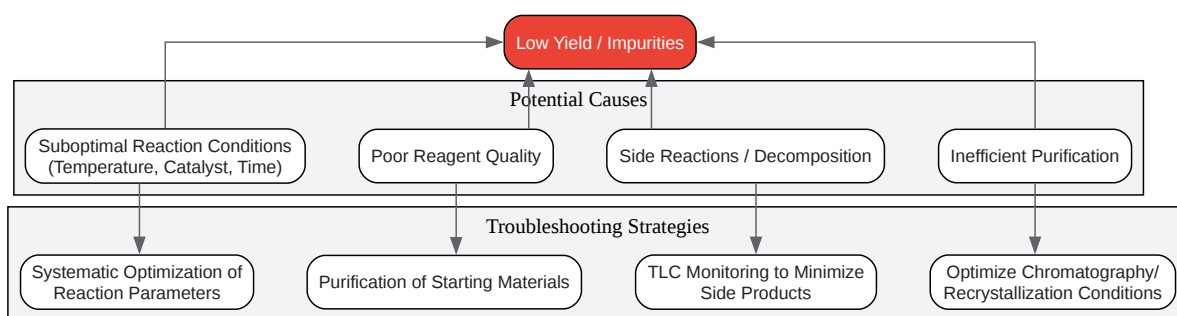 Low Yield / Impurities
Potential Causes
Suboptimal Reaction Conditions
(Temperature, Catalyst, Time)
Poor Reagent Quality
Side Reactions / Decomposition
Inefficient Purification
Troubleshooting Strategies
Systematic Optimization of
Reaction Parameters
Purification of Starting Materials
TLC Monitoring to Minimize
Side Products
Optimize Chromatography/
Recrystallization Conditions